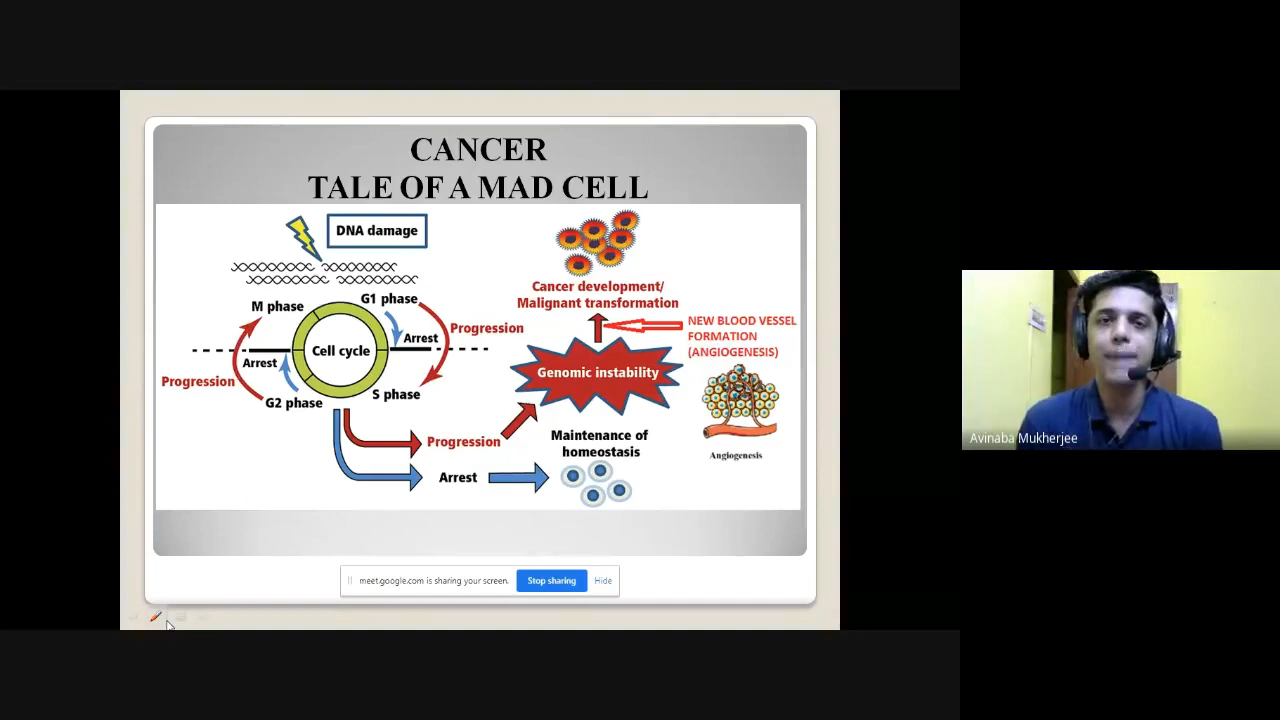 CANCER
TALE OF A MAD CELL
DNA damage
M phase
G1 phase
Progression
Arrest
Cell cycle
Arrest
Progression
G2 phase
S phase
Progression
Arrest
Cancer development/
Malignant transformation
NEW BLOOD VESSEL
FORMATION
(ANGIOGENESIS)
Genomic instability
Maintenance of
homeostasis
Angiogenesis
meet.google.com is sharing your screen.
Stop sharing
Hide
Avinaba Mukherjee